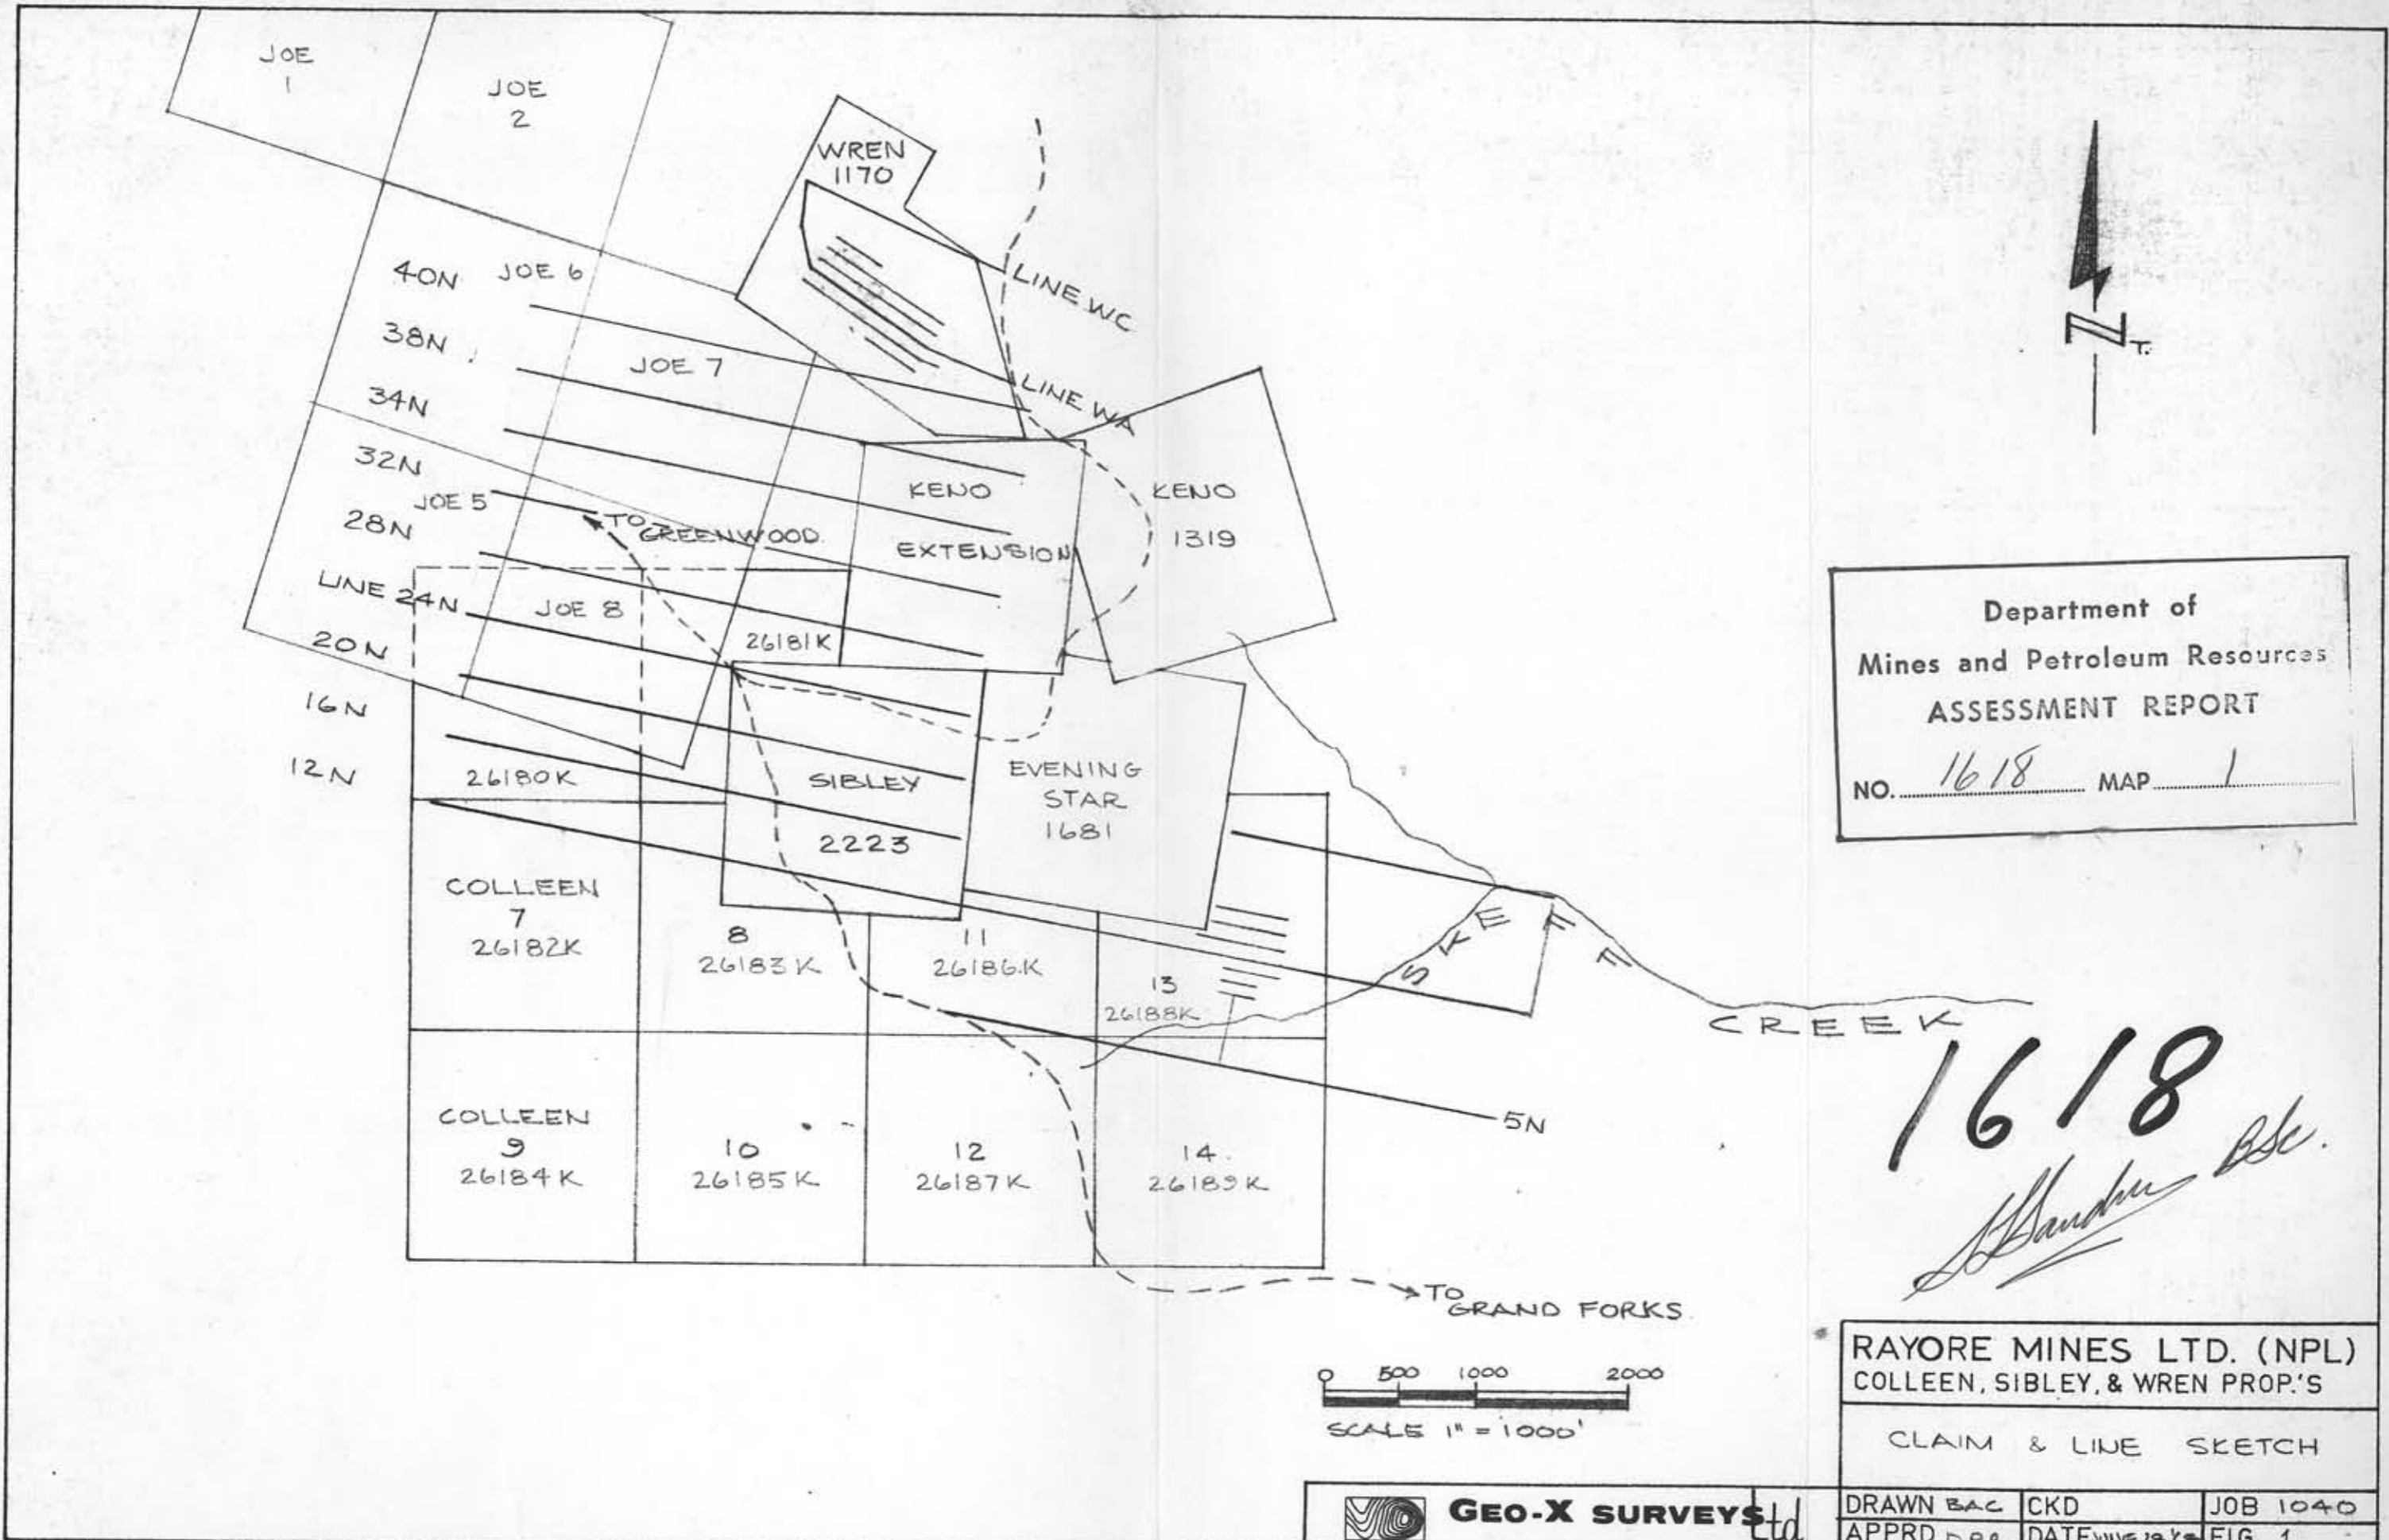 JOE
1
JOE
2
WREN
1170
LINE WC
LINE WA
40N
JOE 6
38N
JOE 7
34N
32N
JOE 5
28N
TO
GREENWOOD.
LINE 24N
JOE 8
20N
16N
12N
KENO
EXTENSION
KENO
1319
26181K
26180K
SIBLEY
2223
EVENING
STAR
1681
COLLEEN
7
26182K
8
26183K
11
26186K
13
26188K
COLLEEN
9
26184K
10
26185K
12
26187K
14.
26189K
5N
SKEFF
CREEK
TO
GRAND FORKS.
N
T.
Department of
Mines and Petroleum Resources
ASSESSMENT REPORT
NO. 1618 MAP 1
1618
BSc.
0 500 1000 2000
SCALE 1" = 1000'
RAYORE MINES LTD. (NPL)
COLLEEN, SIBLEY, & WREN PROP.'S
CLAIM & LINE SKETCH
GEO-X SURVEYS Ltd
DRAWN BAC CKD JOB 1040
APPRD DATE FIG. 1